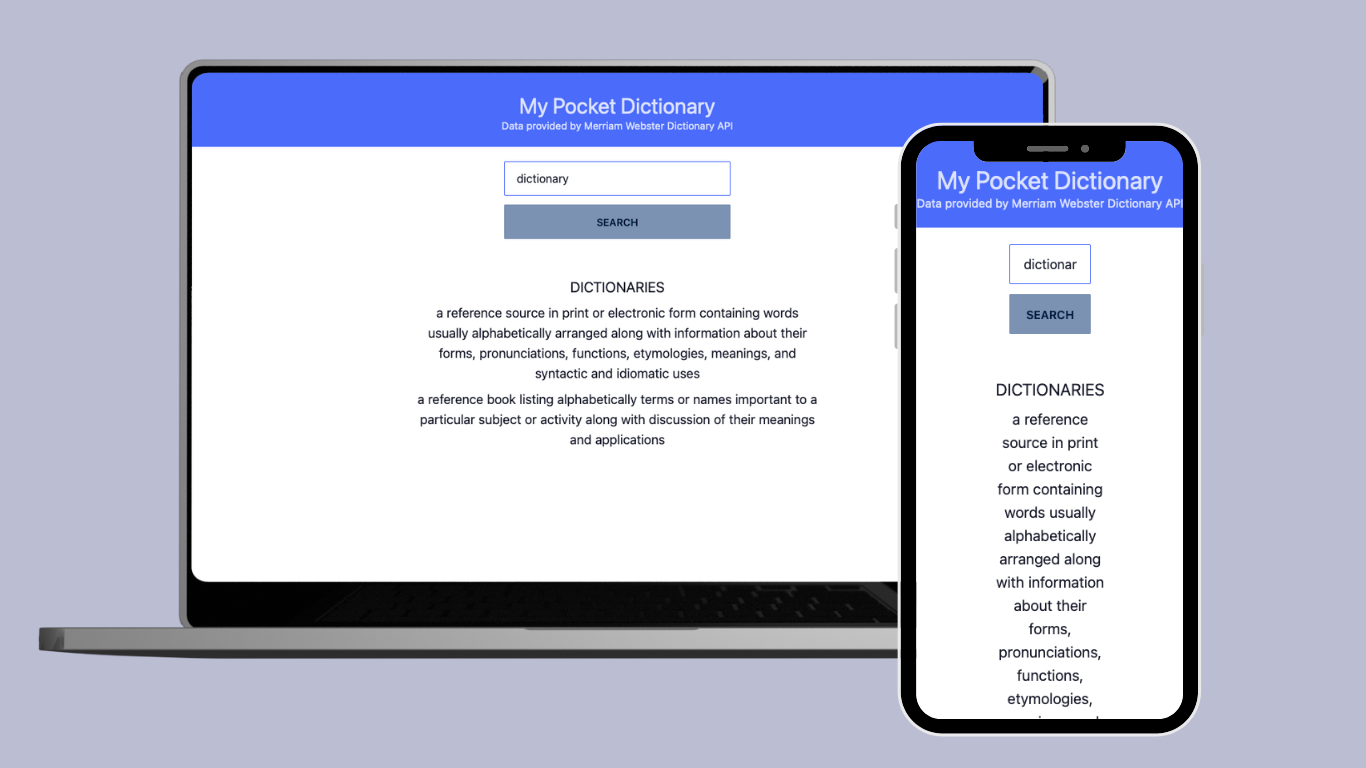 My Pocket Dictionary
Data provided by Merriam Webster Dictionary API
dictionary
SEARCH
DICTIONARIES
a reference source in print or electronic form containing words
usually alphabetically arranged along with information about their
forms, pronunciations, functions, etymologies, meanings, and
syntactic and idiomatic uses
a reference book listing alphabetically terms or names important to a
particular subject or activity along with discussion of their meanings
and applications
My Pocket Dictionary
Data provided by Merriam Webster Dictionary API
dictionar
SEARCH
DICTIONARIES
a reference
source in print
or electronic
form containing
words usually
alphabetically
arranged along
with information
about their
forms,
pronunciations,
functions,
etymologies,